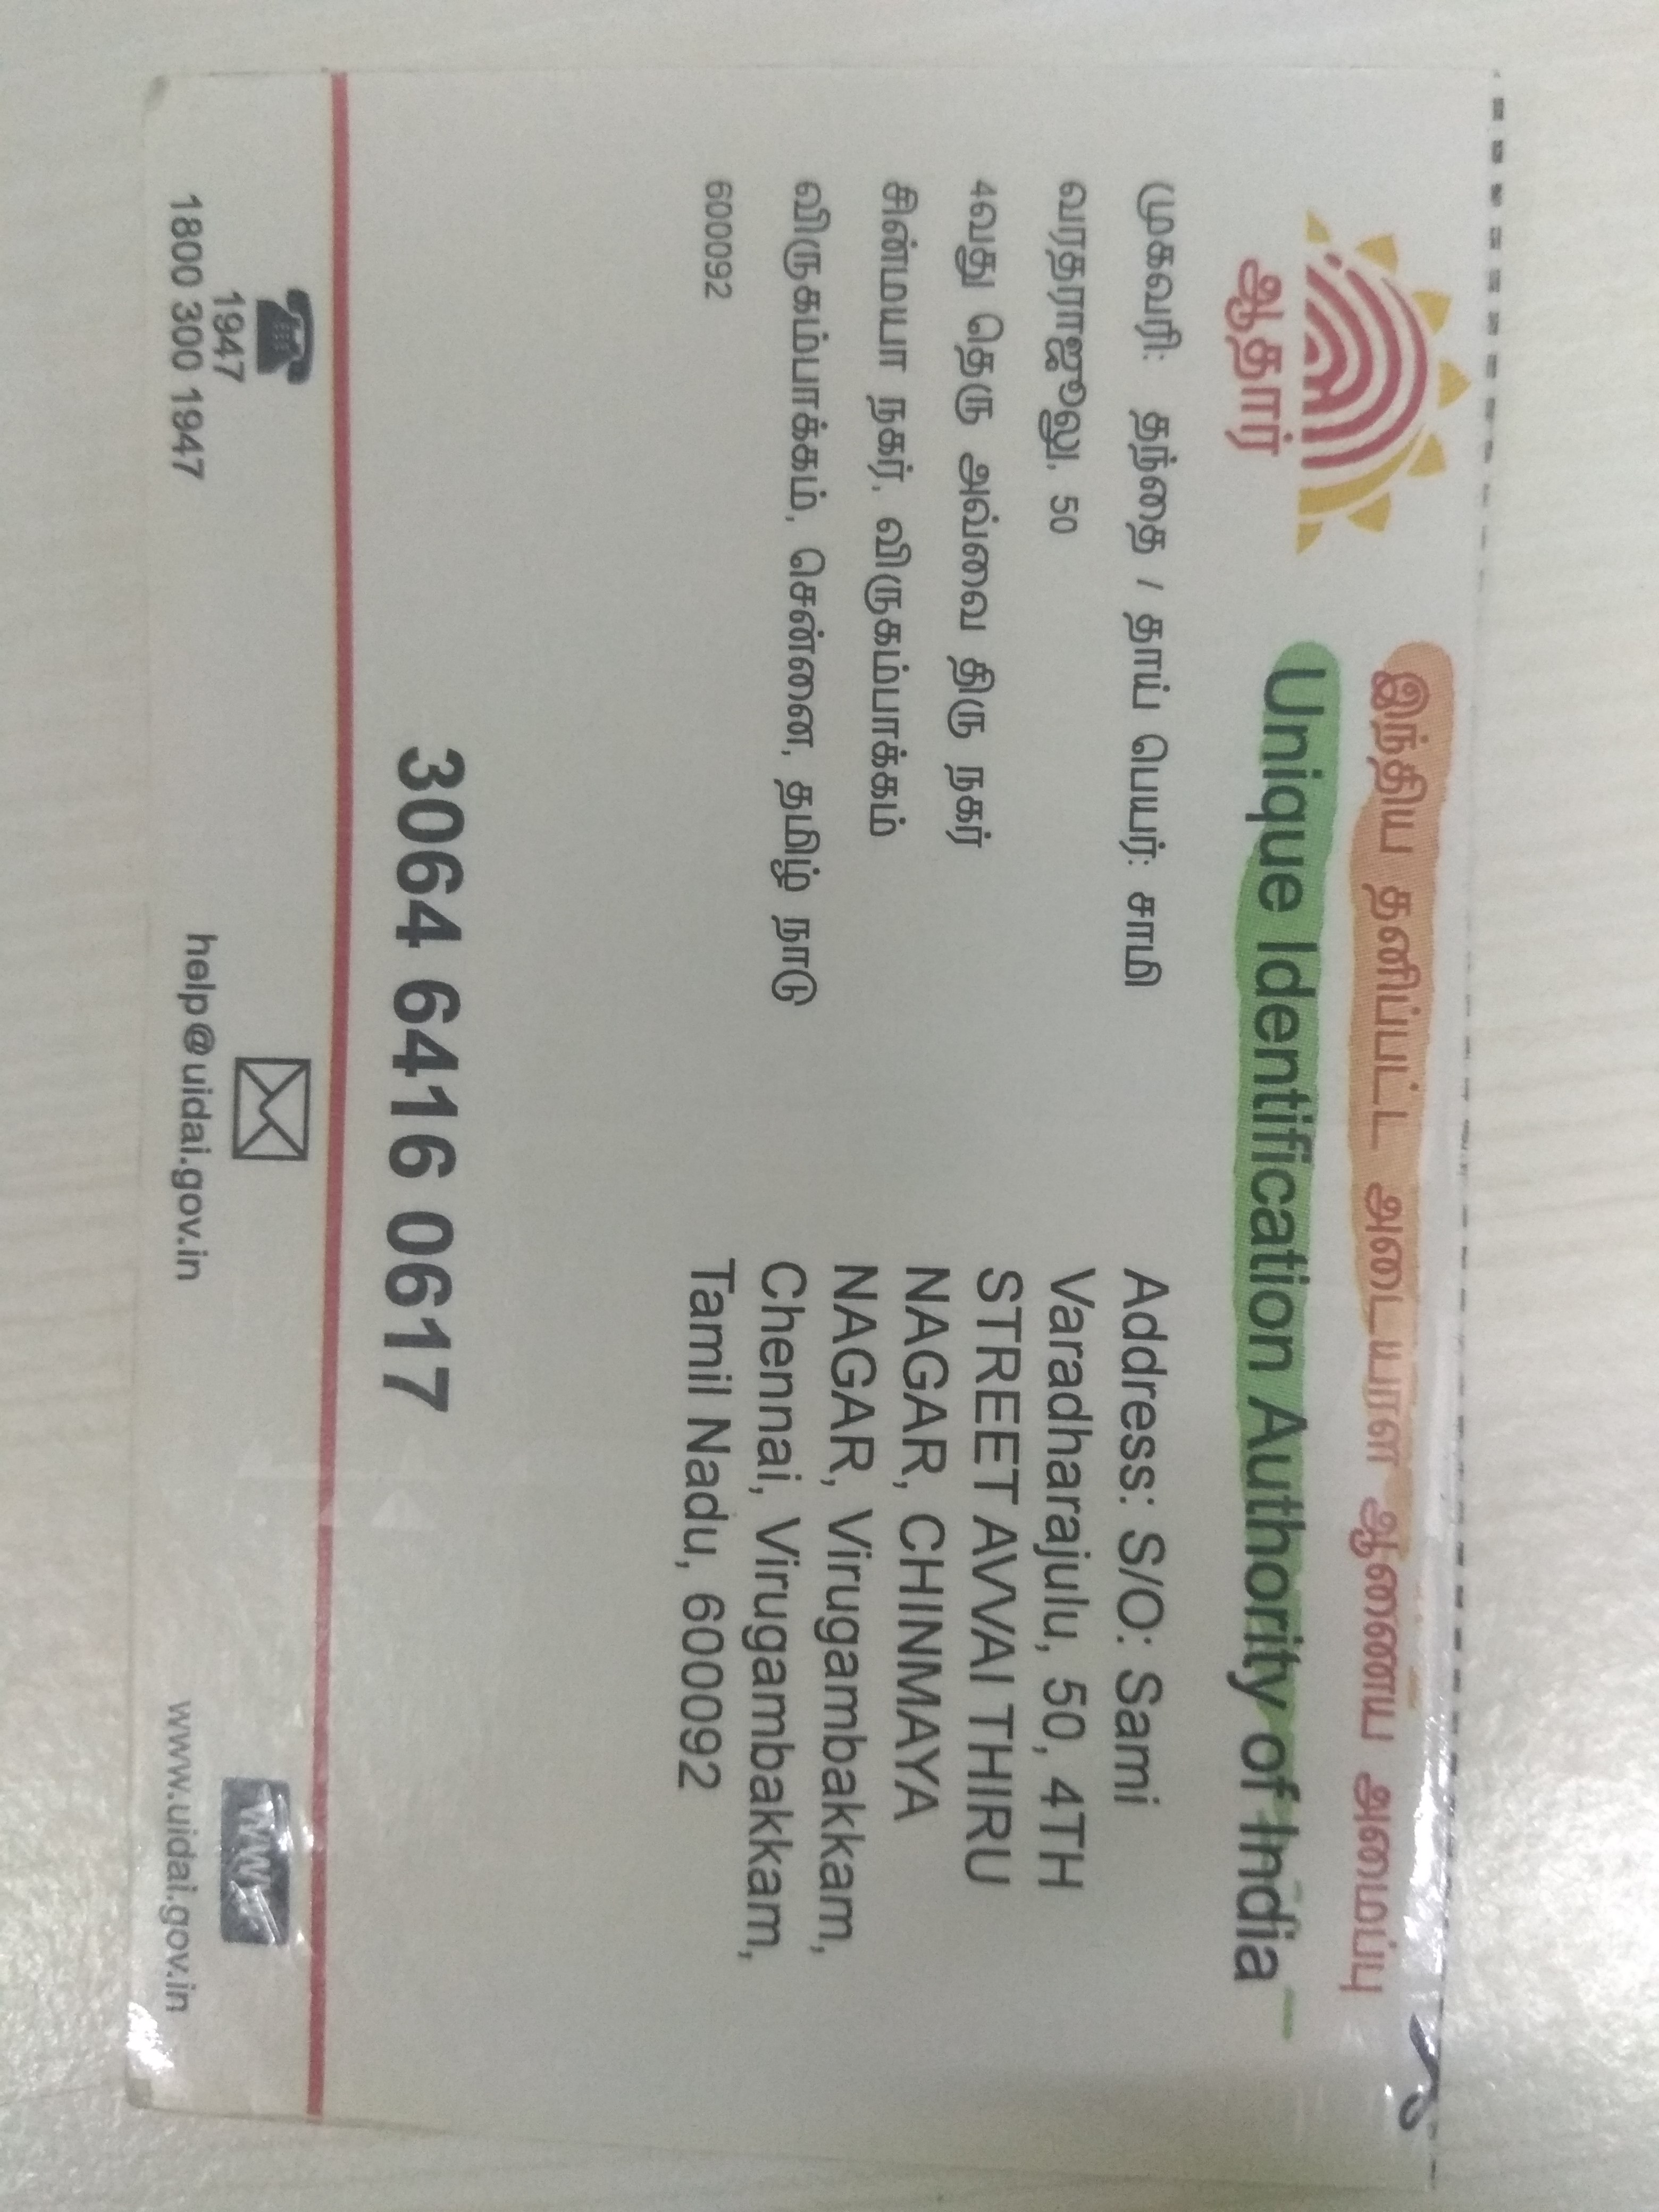 இந்திய தனிப்பட்ட அடையாள ஆணைய அமைப்பு
Unique Identification Authority of India
ஆதார்
முகவரி: தந்தை / தாய் பெயர்: சாமி
வரதராஜுலு, 50
4வது தெரு அவ்வை திரு நகர்
சின்மயா நகர், விருகம்பாக்கம்
விருகம்பாக்கம், சென்னை, தமிழ் நாடு
600092
Address: S/O: Sami
Varadharajulu, 50, 4TH
STREET AVVAI THIRU
NAGAR, CHINMAYA
NAGAR, Virugambakkam,
Chennai, Virugambakkam,
Tamil Nadu, 600092
3064 6416 0617
1947
1800 300 1947
help@uidai.gov.in
WWW
www.uidai.gov.in